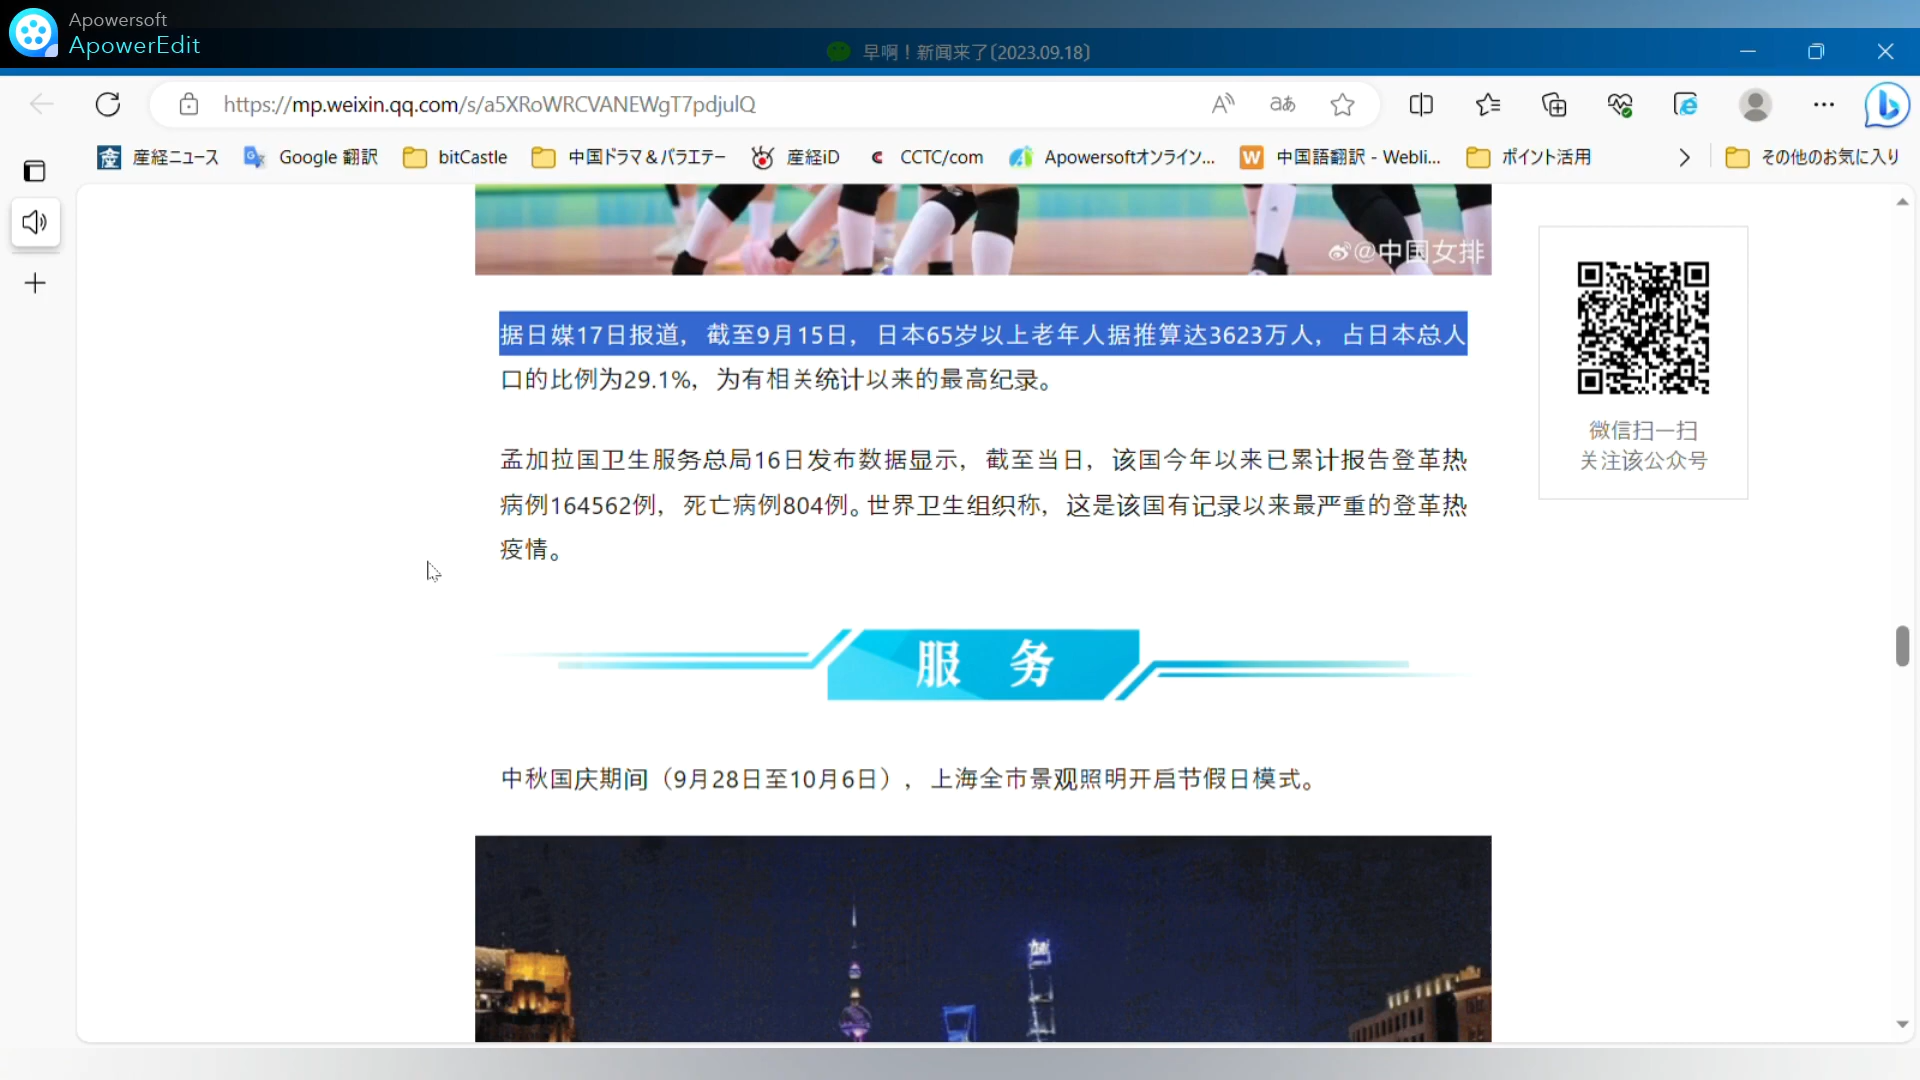 Apowersoft
ApowerEdit
早啊！新闻来了〔2023.09.18〕
https://mp.weixin.qq.com/s/a5XRoWRCVANEWgT7pdjulQ
産経ニュース
Google 翻訳
bitCastle
中国ドラマ＆バラエテー
産経iD
CCTC/com
Apowersoftオンライン...
中国語翻訳 - Webli...
ポイント活用
その他のお気に入り
@中国女排
据日媒17日报道，截至9月15日，日本65岁以上老年人据推算达3623万人，占日本总人
口的比例为29.1%，为有相关统计以来的最高纪录。
孟加拉国卫生服务总局16日发布数据显示，截至当日，该国今年以来已累计报告登革热
病例164562例，死亡病例804例。世界卫生组织称，这是该国有记录以来最严重的登革热
疫情。
微信扫一扫
关注该公众号
服 务
中秋国庆期间（9月28日至10月6日），上海全市景观照明开启节假日模式。